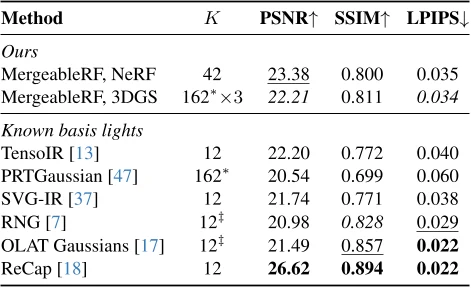 Method K PSNR↑ SSIM↑ LPIPS↓
Ours
MergeableRF, NeRF 42 23.38 0.800 0.035
MergeableRF, 3DGS 162*×3 22.21 0.811 0.034
Known basis lights
TensoIR [13] 12 22.20 0.772 0.040
PRTGaussian [47] 162* 20.54 0.699 0.060
SVG-IR [37] 12 21.74 0.771 0.038
RNG [7] 12‡ 20.98 0.828 0.029
OLAT Gaussians [17] 12‡ 21.49 0.857 0.022
ReCap [18] 12 26.62 0.894 0.022